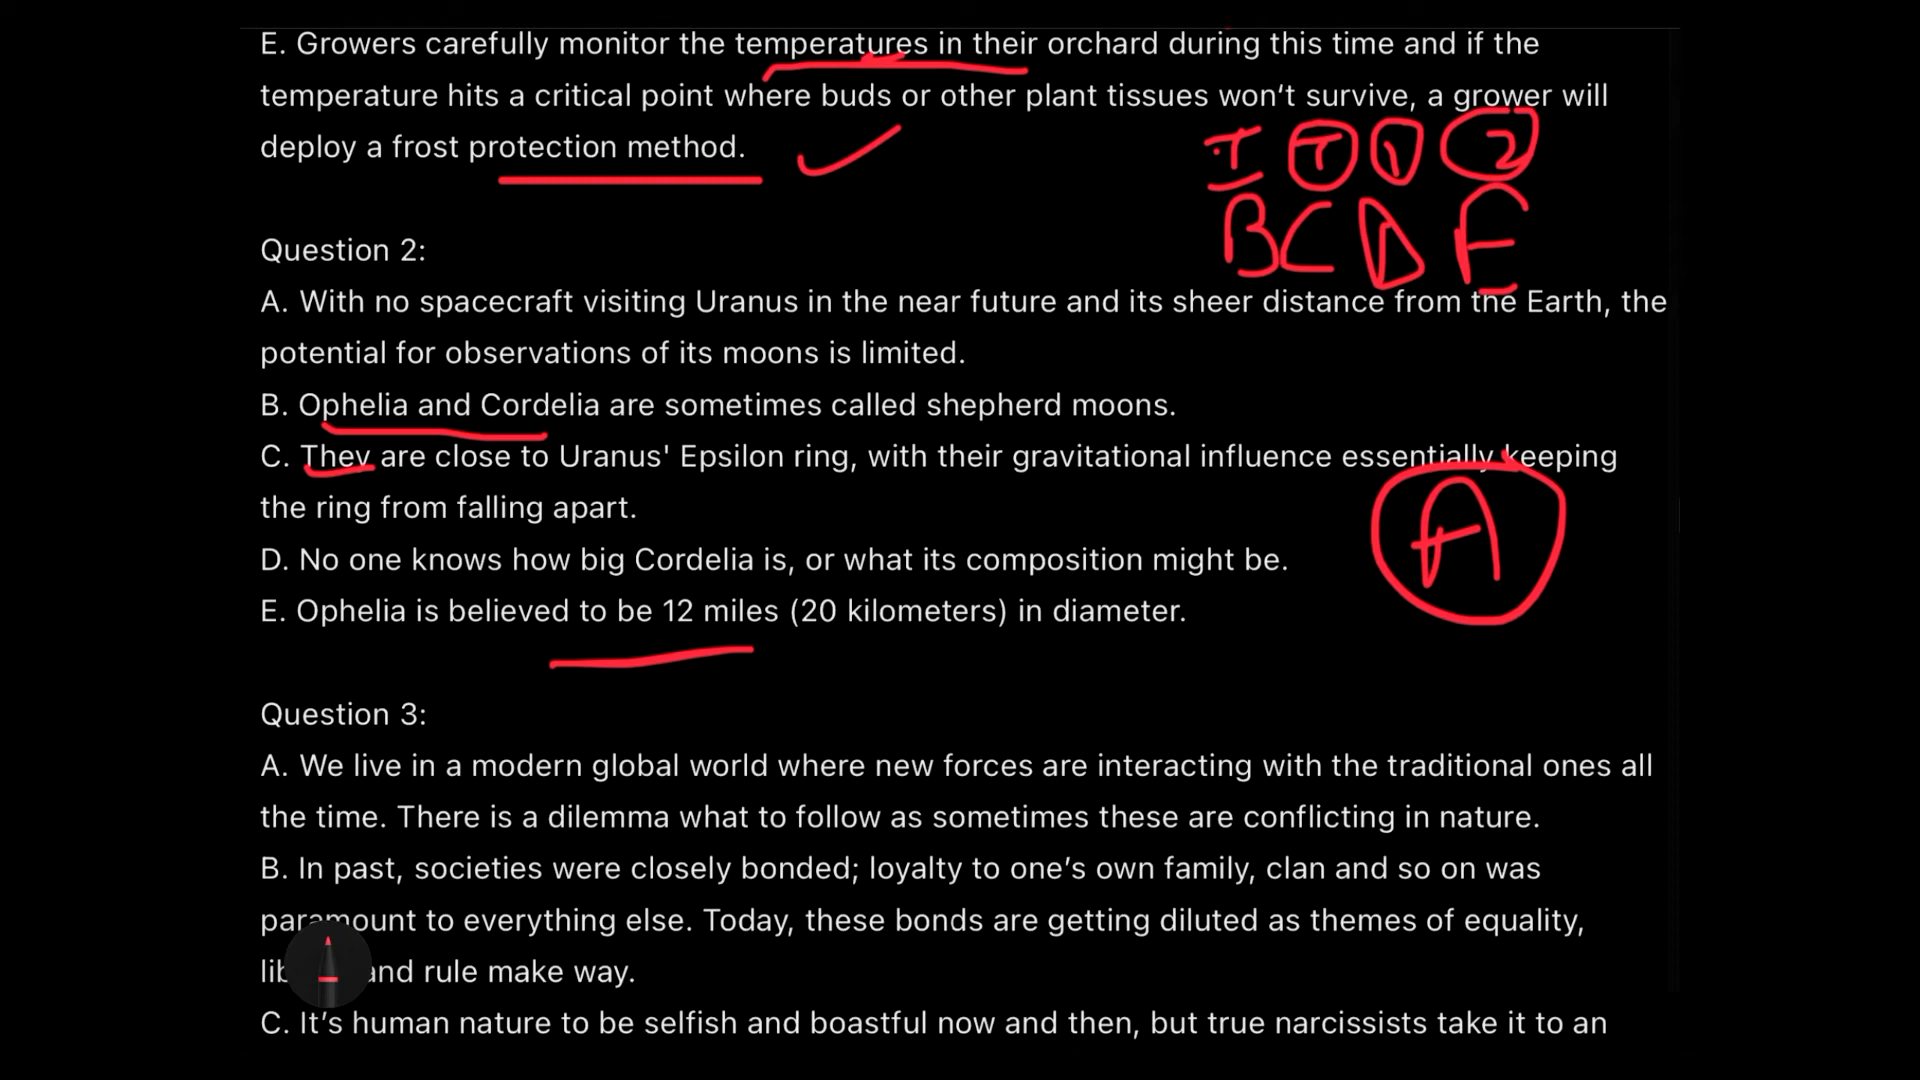 E. Growers carefully monitor the temperatures in their orchard during this time and if the
temperature hits a critical point where buds or other plant tissues won‘t survive, a grower will
deploy a frost protection method.
T T 1 2
B C D E
Question 2:
A. With no spacecraft visiting Uranus in the near future and its sheer distance from the Earth, the
potential for observations of its moons is limited.
B. Ophelia and Cordelia are sometimes called shepherd moons.
C. They are close to Uranus' Epsilon ring, with their gravitational influence essentially keeping
the ring from falling apart.
A
D. No one knows how big Cordelia is, or what its composition might be.
E. Ophelia is believed to be 12 miles (20 kilometers) in diameter.
Question 3:
A. We live in a modern global world where new forces are interacting with the traditional ones all
the time. There is a dilemma what to follow as sometimes these are conflicting in nature.
B. In past, societies were closely bonded; loyalty to one’s own family, clan and so on was
paramount to everything else. Today, these bonds are getting diluted as themes of equality,
and rule make way.
C. It’s human nature to be selfish and boastful now and then, but true narcissists take it to an